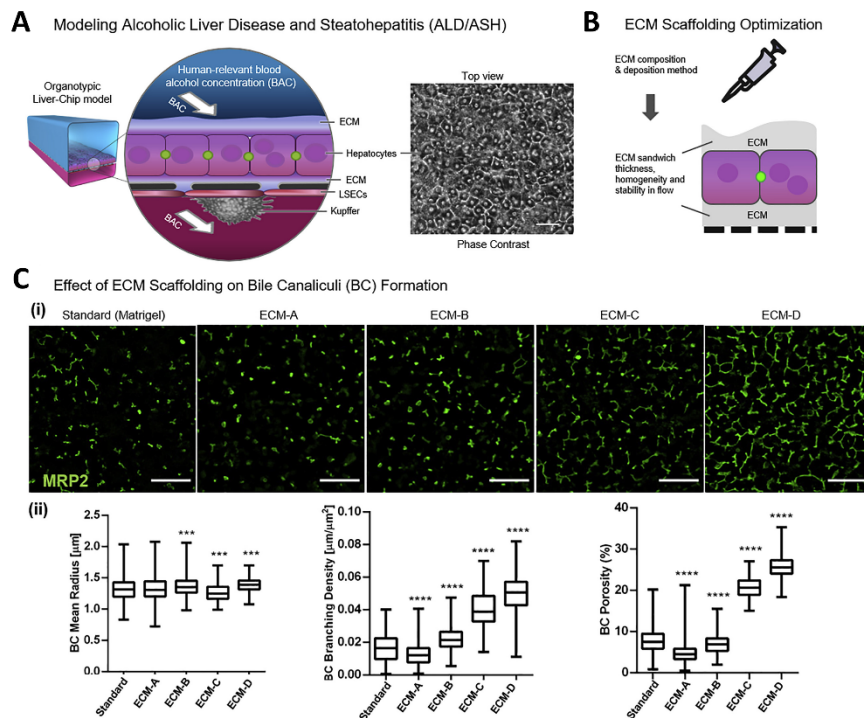 A Modeling Alcoholic Liver Disease and Steatohepatitis (ALD/ASH)
Organotypic
Liver-Chip model
Human-relevant blood
alcohol concentration (BAC)
BAC
ECM
Hepatocytes
ECM
LSECs
Kupffer
BAC
Top view
Phase Contrast
B ECM Scaffolding Optimization
ECM composition
& deposition method
ECM sandwich
thickness,
homogeneity and
stability in flow
ECM
ECM
C Effect of ECM Scaffolding on Bile Canaliculi (BC) Formation
(i)
Standard (Matrigel) ECM-A ECM-B ECM-C ECM-D
MRP2
(ii)
BC Mean Radius [µm]
2.5
2.0
1.5
1.0
0.5
0.0
*** *** ***
Standard ECM-A ECM-B ECM-C ECM-D
BC Branching Density [µm/µm²]
0.10
0.08
0.06
0.04
0.02
0.00
**** **** **** ****
Standard ECM-A ECM-B ECM-C ECM-D
BC Porosity (%)
40
30
20
10
0
**** **** **** ****
Standard ECM-A ECM-B ECM-C ECM-D